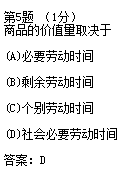 第5题 (1分)
商品的价值量取决于
(A)必要劳动时间
(B)剩余劳动时间
(C)个别劳动时间
(D)社会必要劳动时间
答案：D